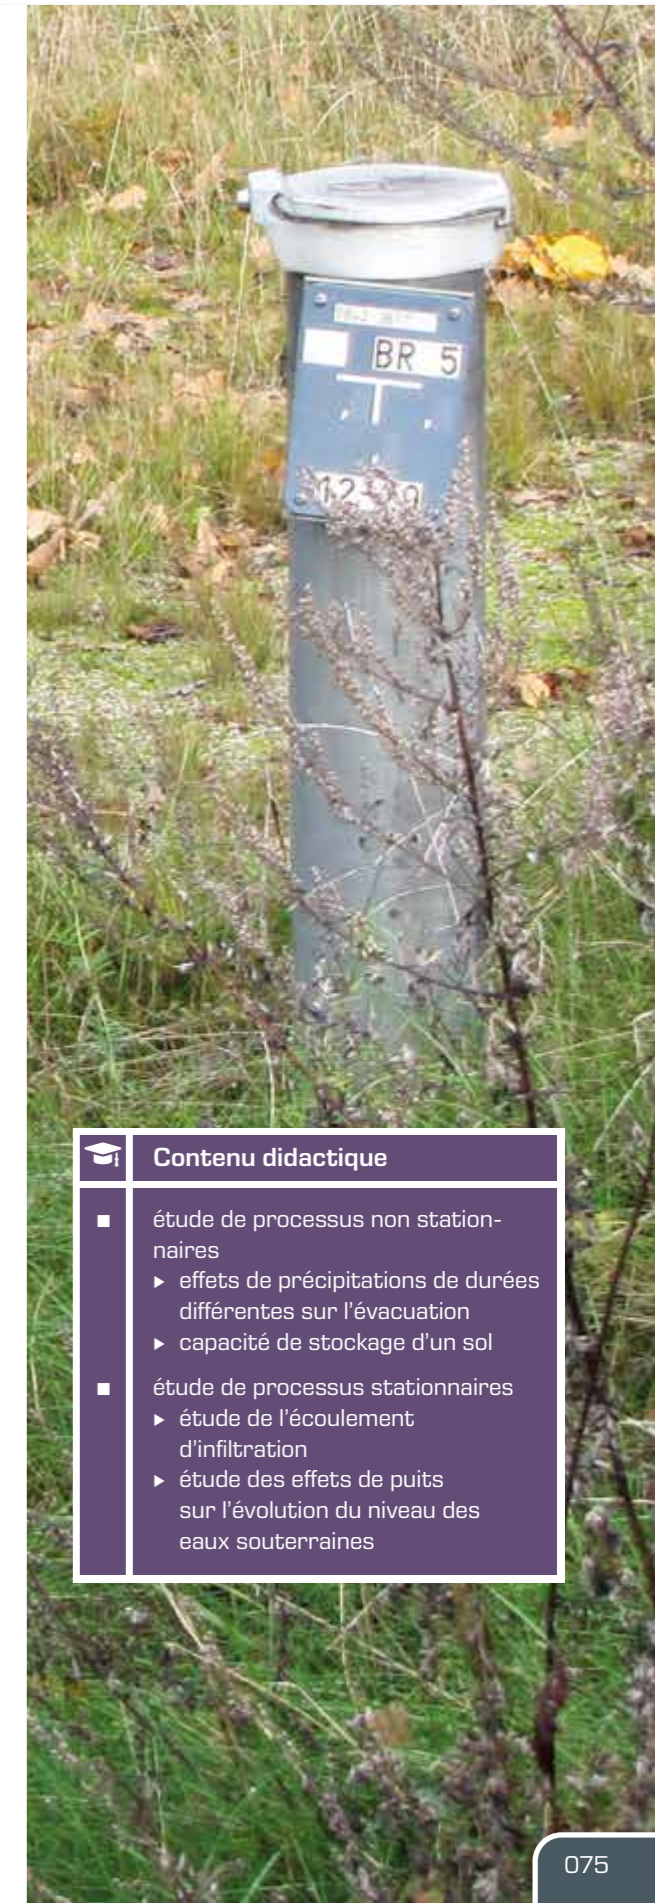 BR 5
Contenu didactique
étude de processus non station-
naires
▸ effets de précipitations de durées
différentes sur l'évacuation
▸ capacité de stockage d'un sol
étude de processus stationnaires
▸ étude de l'écoulement
d'infiltration
▸ étude des effets de puits
sur l'évolution du niveau des
eaux souterraines
075